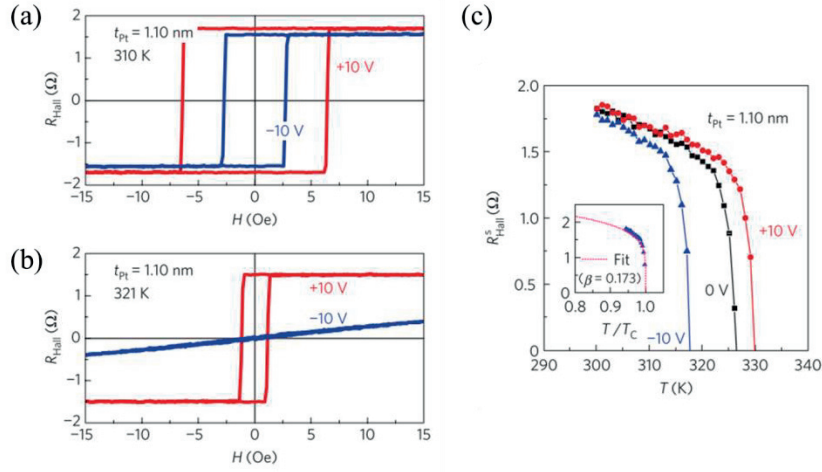 (a)
t_Pt = 1.10 nm
310 K
+10 V
−10 V
R_Hall (Ω)
2
1
0
−1
−2
−15 −10 −5 0 5 10 15
H (Oe)
(b)
t_Pt = 1.10 nm
321 K
+10 V
−10 V
R_Hall (Ω)
2
1
0
−1
−2
−15 −10 −5 0 5 10 15
H (Oe)
(c)
t_Pt = 1.10 nm
R^s_Hall (Ω)
2.0
1.5
1.0
0.5
0
+10 V
0 V
−10 V
2
1
0
Fit
(β = 0.173)
0.8 0.9 1.0
T/T_C
290 300 310 320 330 340
T (K)